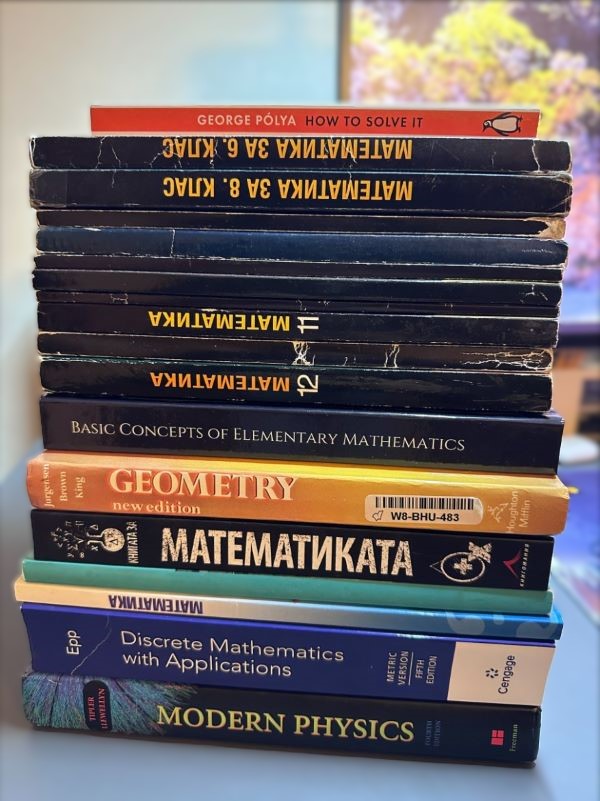 GEORGE PÓLYA HOW TO SOLVE IT
МАТЕМАТИКА ЗА 6. КЛАС
МАТЕМАТИКА ЗА 8. КЛАС
МАТЕМАТИКА 11
МАТЕМАТИКА 12
BASIC CONCEPTS OF ELEMENTARY MATHEMATICS
Jurgensen
Brown
King
GEOMETRY
new edition
W8-BHU-483
Houghton
Mifflin
КНИГАТА ЗА
МАТЕМАТИКАТА
КНИГОМАНИЯ
МАТЕМАТИКА
Epp
Discrete Mathematics
with Applications
METRIC
VERSION
FIFTH
EDITION
Cengage
TIPLER
LLEWELLYN
MODERN PHYSICS
FOURTH
EDITION
Freeman